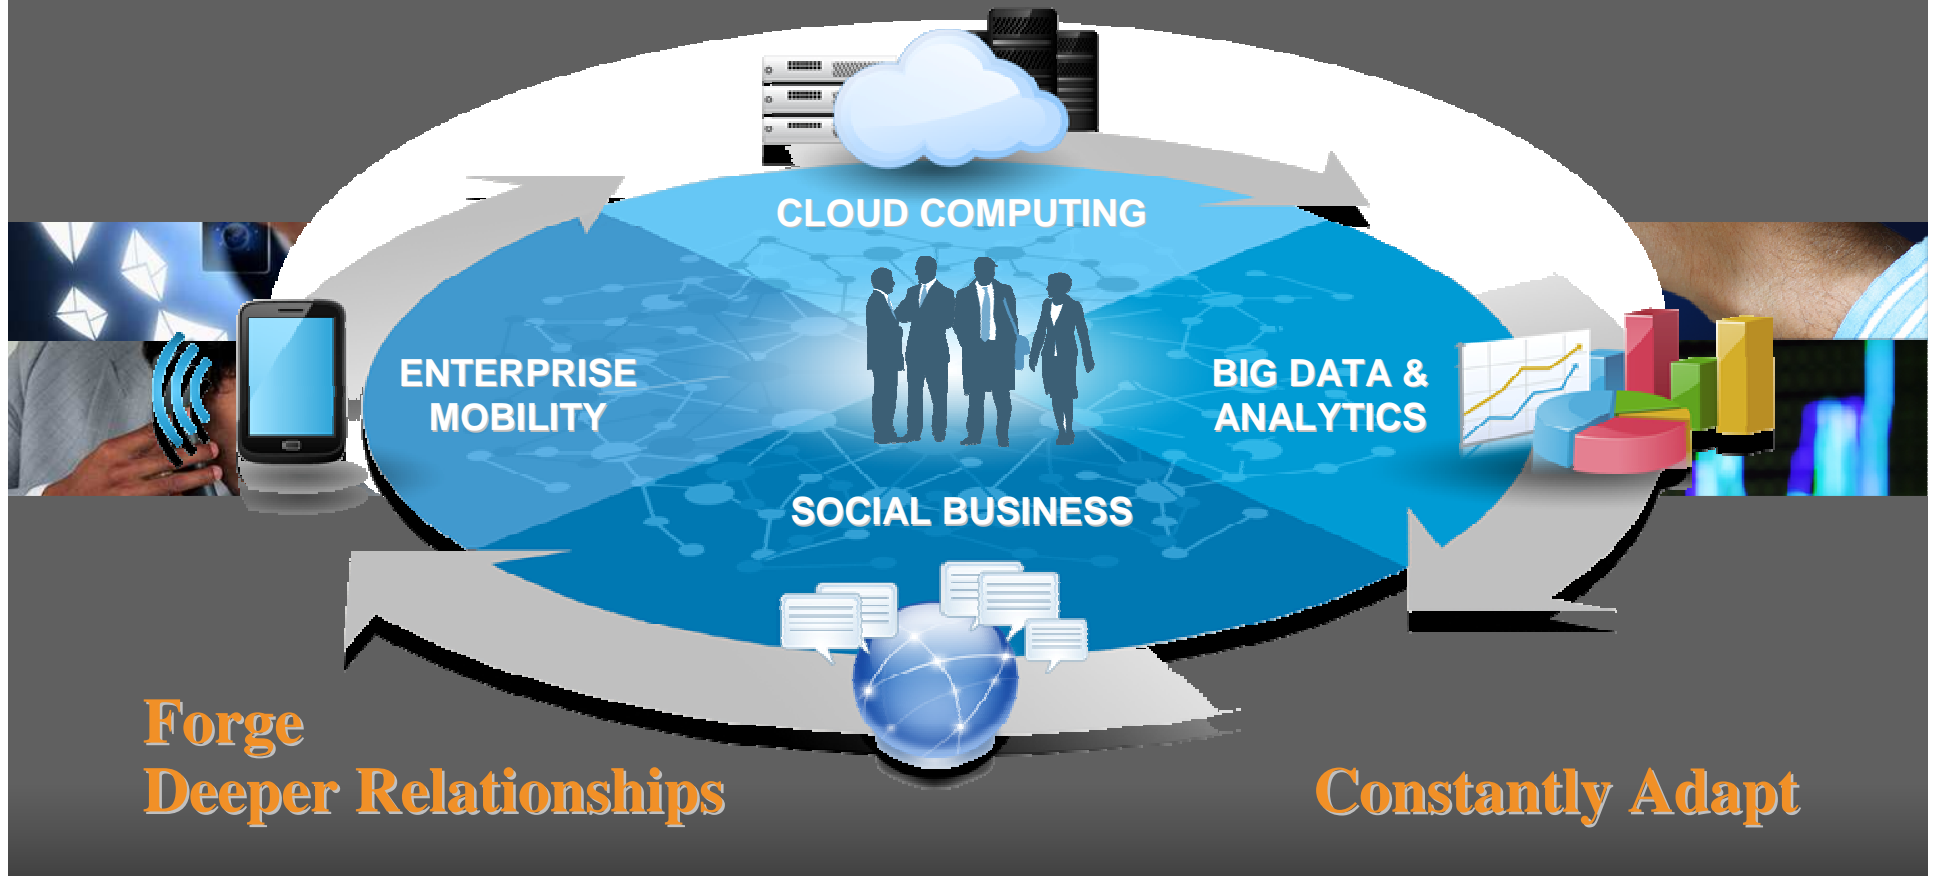 CLOUD COMPUTING
ENTERPRISE
MOBILITY
BIG DATA &
ANALYTICS
SOCIAL BUSINESS
Forge
Deeper Relationships
Constantly Adapt